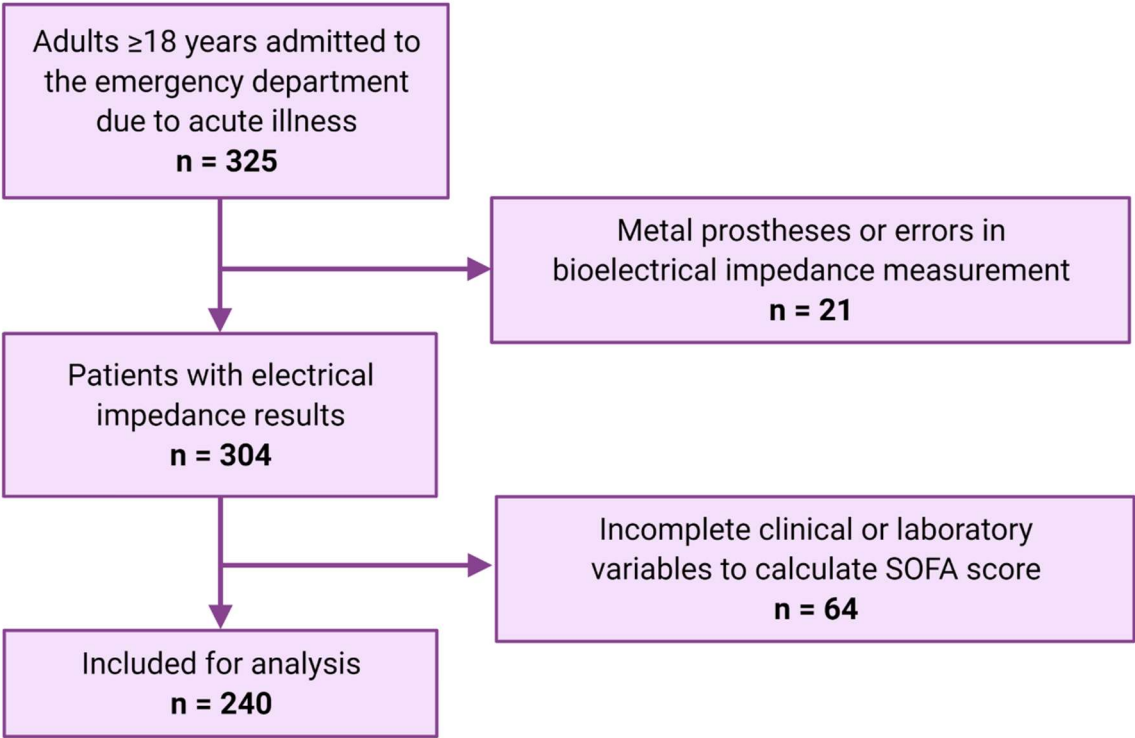 Adults ≥18 years admitted to
the emergency department
due to acute illness
n = 325
Metal prostheses or errors in
bioelectrical impedance measurement
n = 21
Patients with electrical
impedance results
n = 304
Incomplete clinical or laboratory
variables to calculate SOFA score
n = 64
Included for analysis
n = 240